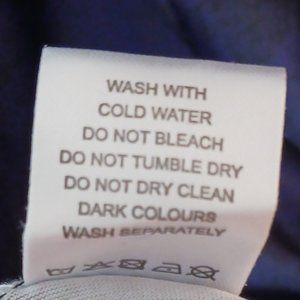 WASH WITH
COLD WATER
DO NOT BLEACH
DO NOT TUMBLE DRY
DO NOT DRY CLEAN
DARK COLOURS
WASH SEPARATELY